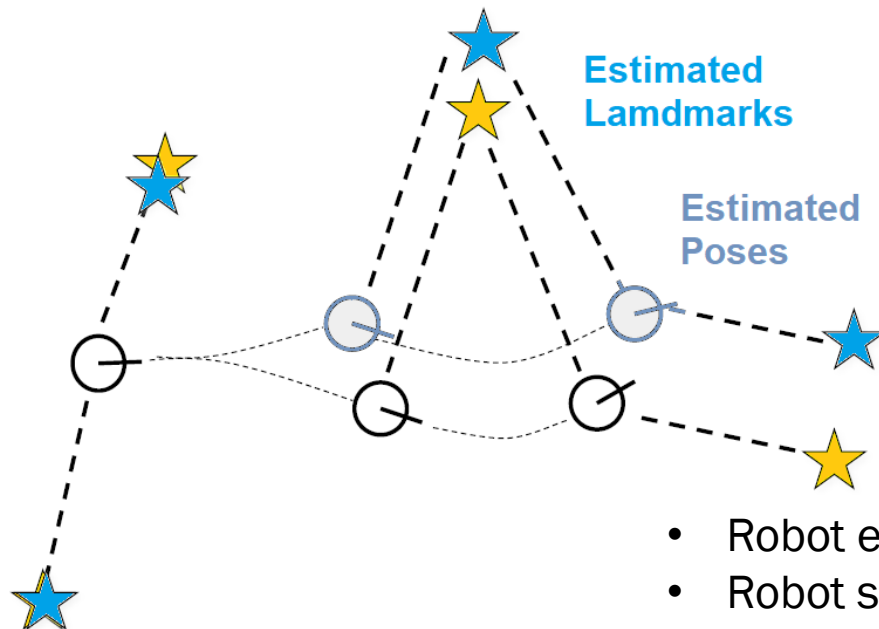 Estimated
Lamdmarks
Estimated
Poses
• Robot e
• Robot s